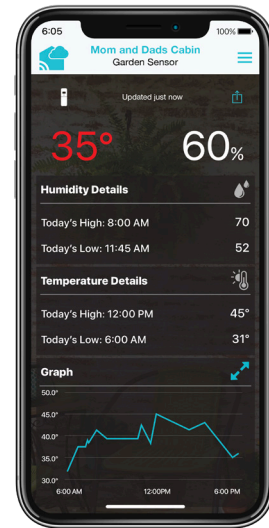 6:05 100%
Mom and Dads Cabin
Garden Sensor
Updated just now
35° 60%
Humidity Details
Today's High: 8:00 AM 70
Today's Low: 11:45 AM 52
Temperature Details
Today's High: 12:00 PM 45°
Today's Low: 6:00 AM 31°
Graph
50.0°
45.0°
40.0°
35.0°
30.0°
6:00 AM 12:00PM 6:00 PM